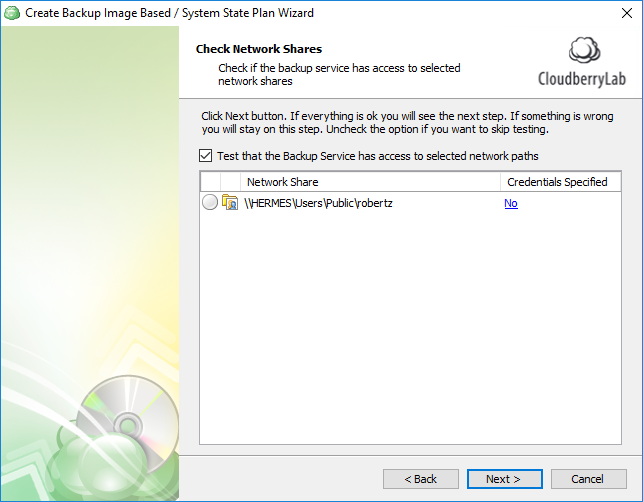 Create Backup Image Based / System State Plan Wizard
Check Network Shares
Check if the backup service has access to selected
network shares
CloudberryLab
Click Next button. If everything is ok you will see the next step. If something is wrong
you will stay on this step. Uncheck the option if you want to skip testing.
Test that the Backup Service has access to selected network paths
Network Share Credentials Specified
\\HERMES\Users\Public\robertz No
< Back Next > Cancel